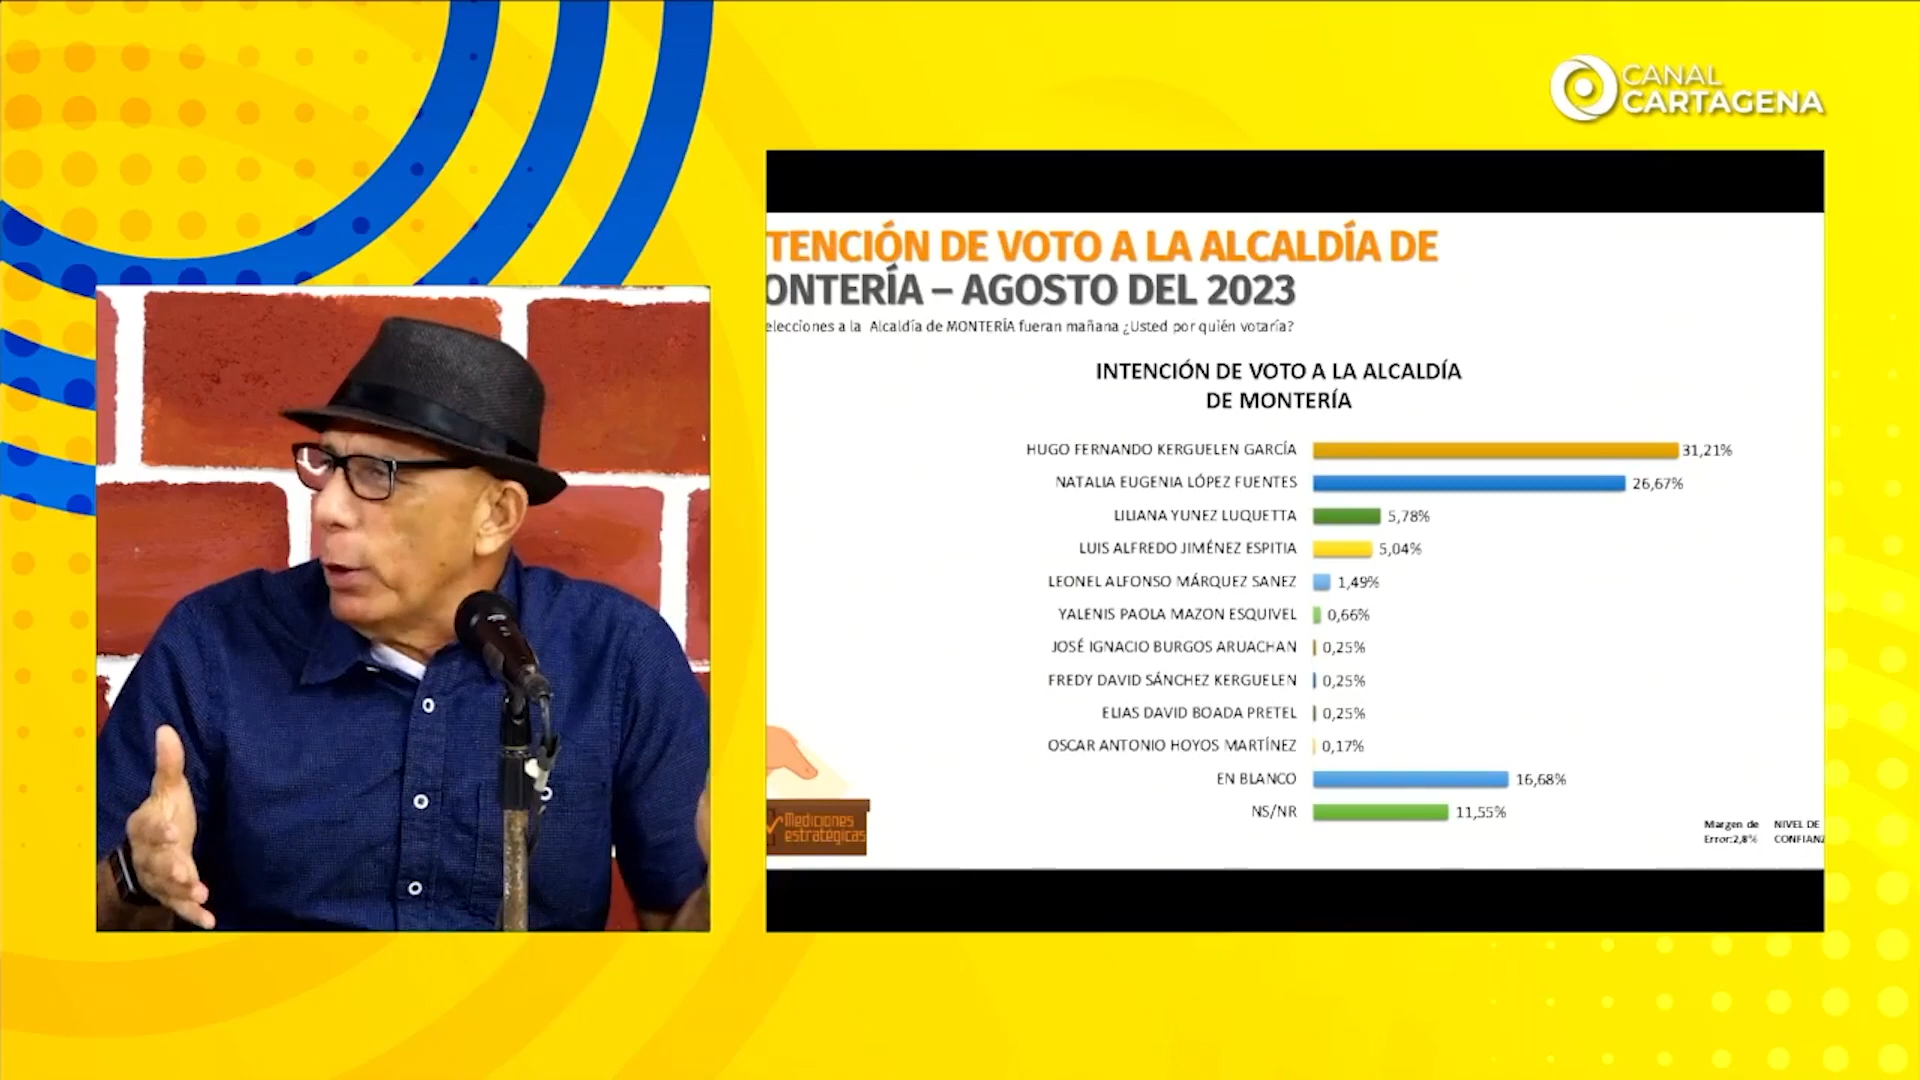 CANAL
CARTAGENA
TENCIÓN DE VOTO A LA ALCALDÍA DE
ONTERÍA – AGOSTO DEL 2023
elecciones a la Alcaldía de MONTERÍA fueran mañana ¿Usted por quién votaría?
INTENCIÓN DE VOTO A LA ALCALDÍA
DE MONTERÍA
HUGO FERNANDO KERGUELEN GARCÍA 31,21%
NATALIA EUGENIA LÓPEZ FUENTES 26,67%
LILIANA YUNEZ LUQUETTA 5,78%
LUIS ALFREDO JIMÉNEZ ESPITIA 5,04%
LEONEL ALFONSO MÁRQUEZ SANEZ 1,49%
YALENIS PAOLA MAZON ESQUIVEL 0,66%
JOSÉ IGNACIO BURGOS ARUACHAN 0,25%
FREDY DAVID SÁNCHEZ KERGUELEN 0,25%
ELIAS DAVID BOADA PRETEL 0,25%
OSCAR ANTONIO HOYOS MARTÍNEZ 0,17%
EN BLANCO 16,68%
NS/NR 11,55%
Mediciones
estratégicas
Margen de NIVEL DE
Error:2,8% CONFIANZ